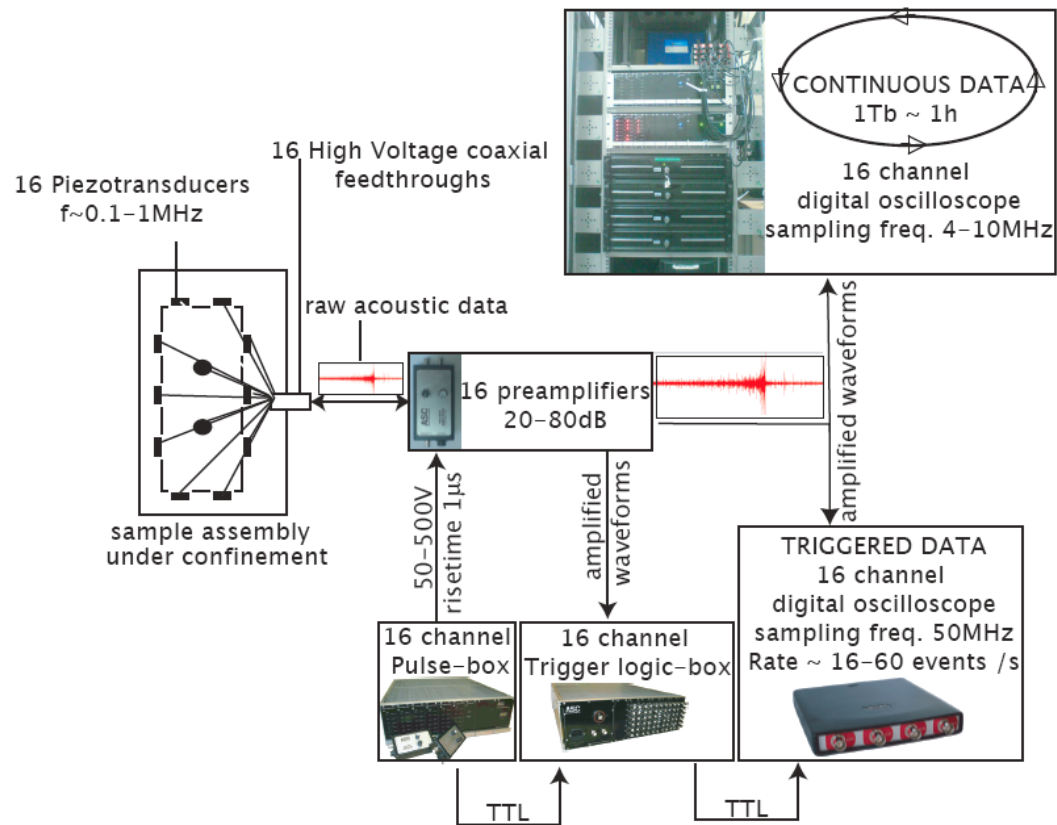 CONTINUOUS DATA
1Tb ~ 1h
16 channel
digital oscilloscope
sampling freq. 4–10MHz
16 High Voltage coaxial
feedthroughs
16 Piezotransducers
f~0.1–1MHz
raw acoustic data
ASC
16 preamplifiers
20–80dB
amplified waveforms
sample assembly
under confinement
50–500V
risetime 1µs
amplified
waveforms
TRIGGERED DATA
16 channel
digital oscilloscope
sampling freq. 50MHz
Rate ~ 16–60 events /s
16 channel
Pulse–box
16 channel
Trigger logic–box
ASC
TTL
TTL